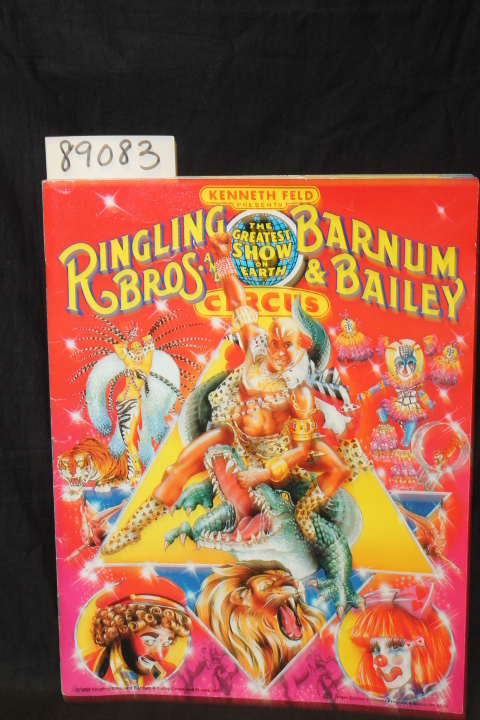 89083
KENNETH FELD
PRESENTS
RINGLING BROS. AND BARNUM & BAILEY
THE
GREATEST
SHOW
ON
EARTH
CIRCUS